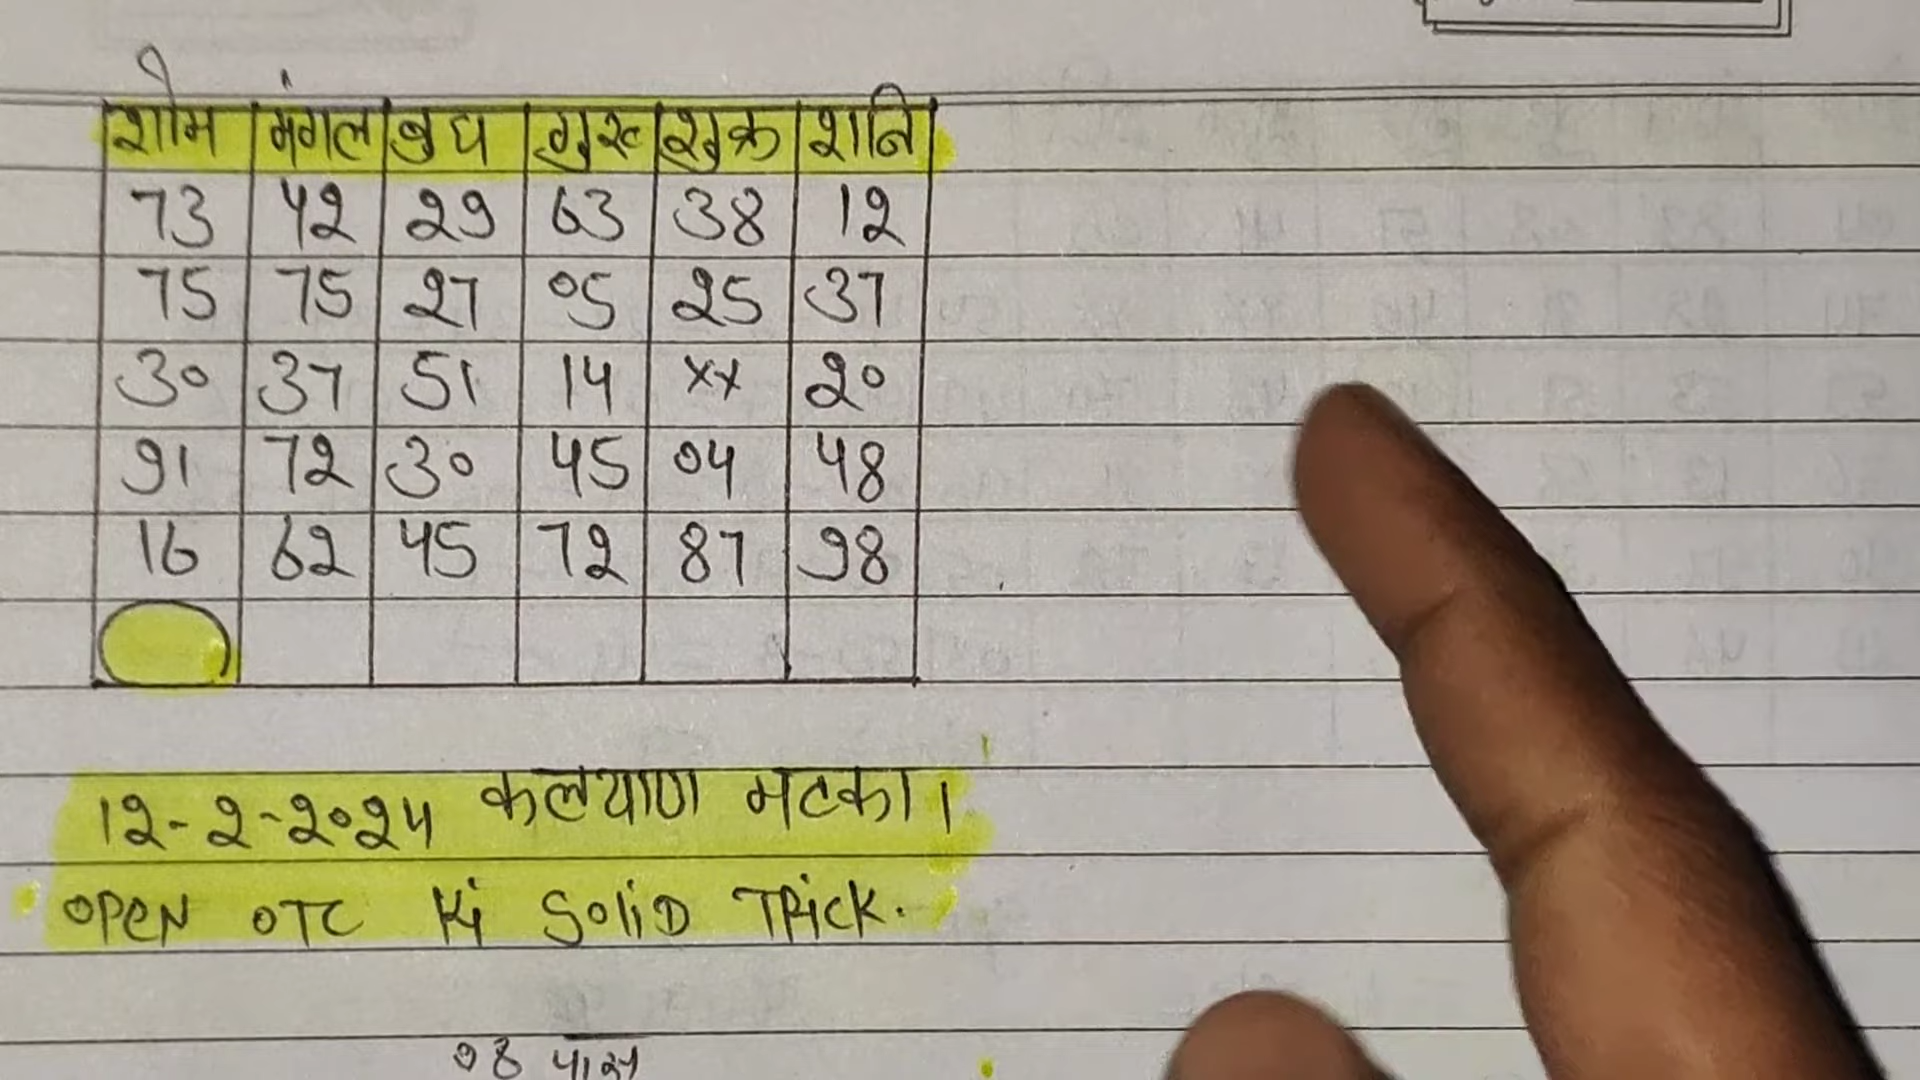 शोम मंगल बुध गुरु शुक्र शनि
73 42 29 63 38 12
75 75 27 05 25 37
30 37 51 14 xx 20
91 72 30 45 04 48
16 62 45 72 87 98
12-2-2024 कल्याण मटका।
OPEN OTC Ki SoliD TRicK.